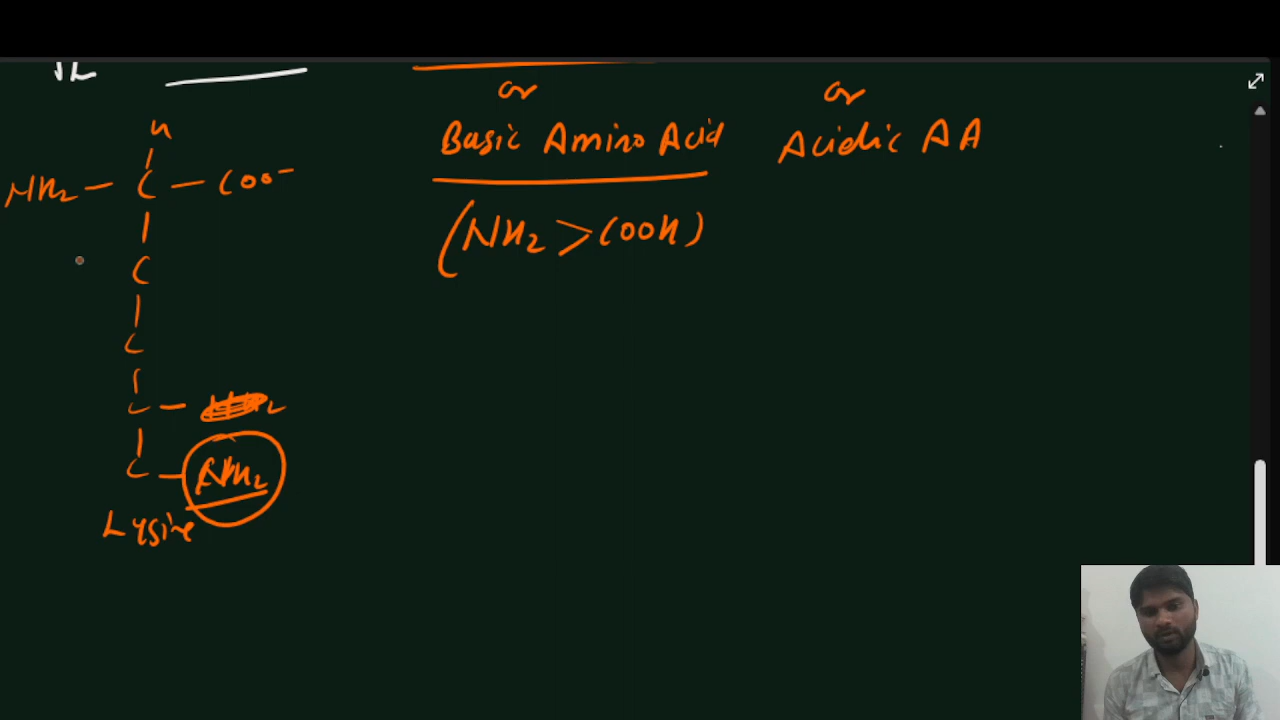 or or
Basic Amino Acid Acidic AA
(NH2 > COOH)
H
NH2 - C - COO-
C
C
C -
C - NH2
Lysine